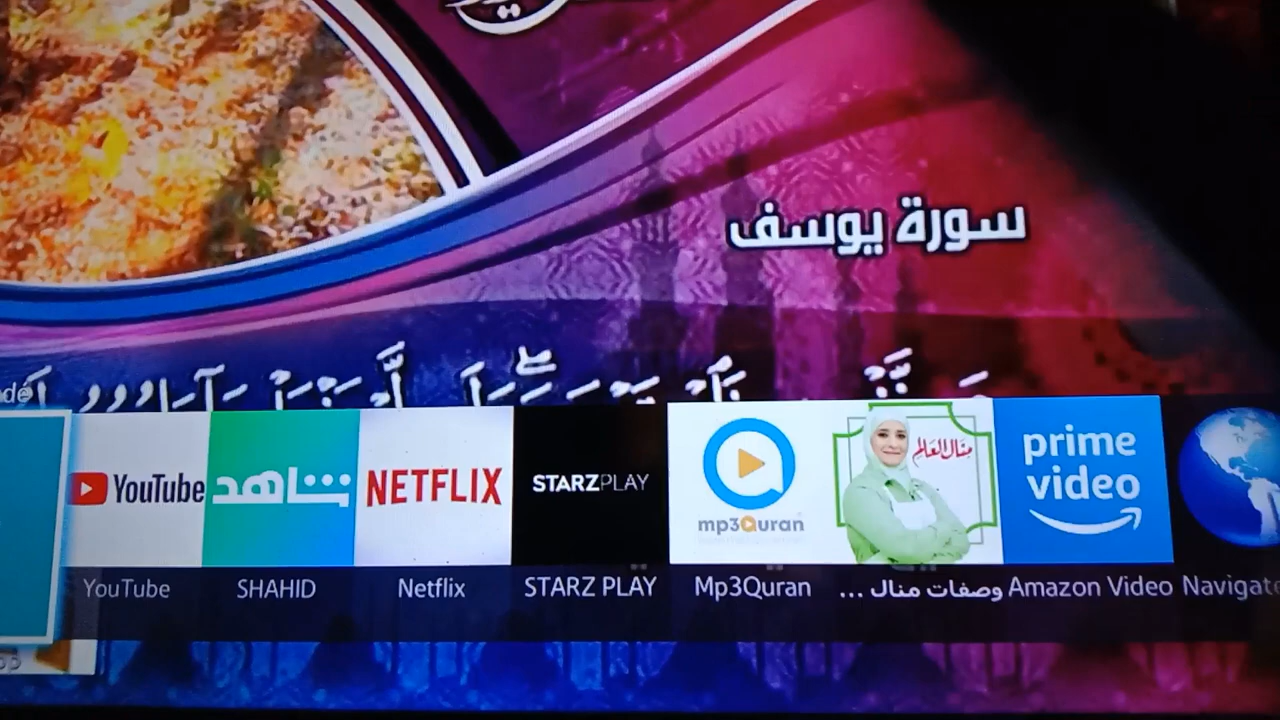 سورة يوسف
YouTube
شاهد
NETFLIX
STARZPLAY
mp3Quran
منال العالم
prime
video
YouTube
SHAHID
Netflix
STARZ PLAY
Mp3Quran
وصفات منال ...
Amazon Video
Navigate